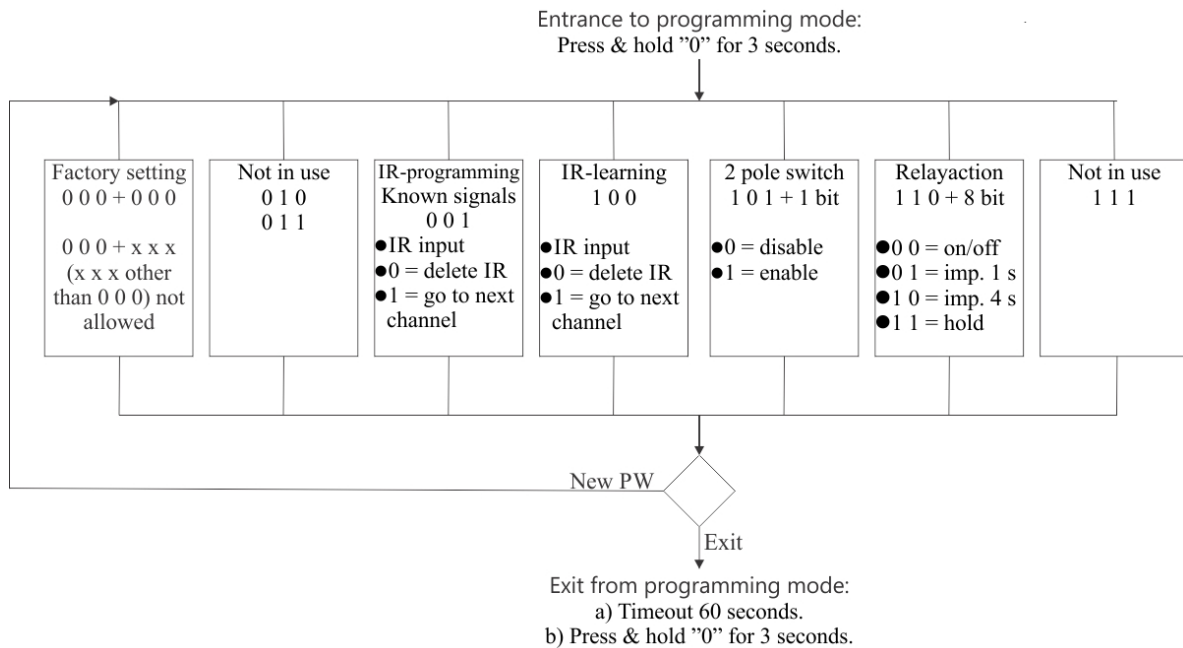 Entrance to programming mode:
Press & hold ”0” for 3 seconds.
Factory setting
0 0 0 + 0 0 0
0 0 0 + x x x
(x x x other
than 0 0 0) not
allowed
Not in use
0 1 0
0 1 1
IR-programming
Known signals
0 0 1
●IR input
●0 = delete IR
●1 = go to next
channel
IR-learning
1 0 0
●IR input
●0 = delete IR
●1 = go to next
channel
2 pole switch
1 0 1 + 1 bit
●0 = disable
●1 = enable
Relayaction
1 1 0 + 8 bit
●0 0 = on/off
●0 1 = imp. 1 s
●1 0 = imp. 4 s
●1 1 = hold
Not in use
1 1 1
New PW
Exit
Exit from programming mode:
a) Timeout 60 seconds.
b) Press & hold ”0” for 3 seconds.